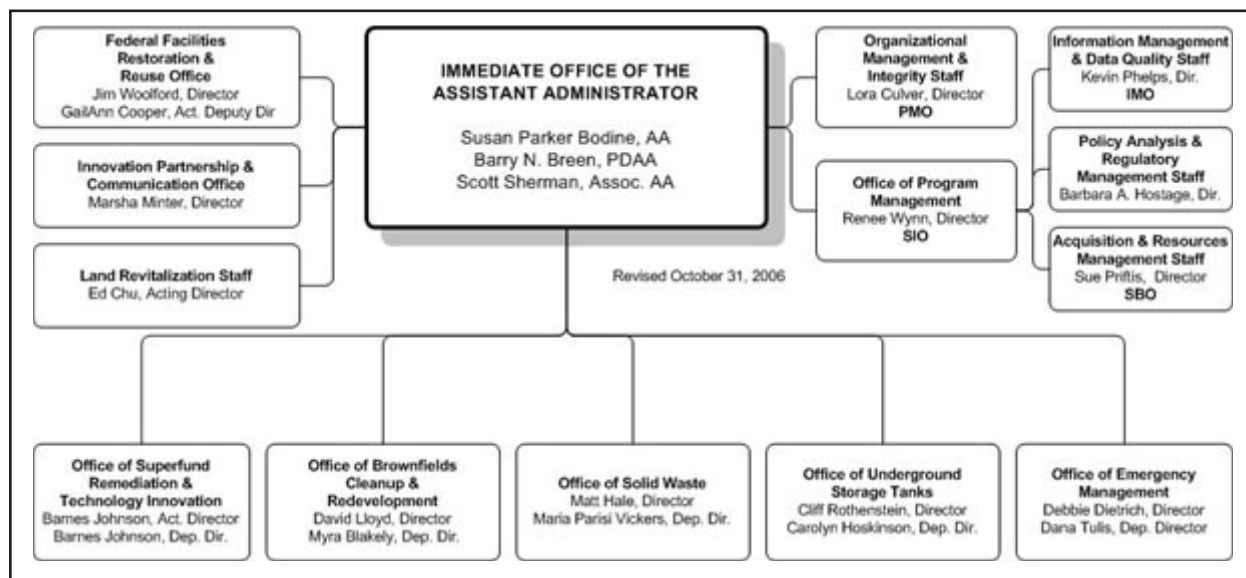 Federal Facilities
Restoration &
Reuse Office
Jim Woolford, Director
GailAnn Cooper, Act. Deputy Dir
Innovation Partnership &
Communication Office
Marsha Minter, Director
Land Revitalization Staff
Ed Chu, Acting Director
IMMEDIATE OFFICE OF THE
ASSISTANT ADMINISTRATOR
Susan Parker Bodine, AA
Barry N. Breen, PDAA
Scott Sherman, Assoc. AA
Revised October 31, 2006
Organizational
Management &
Integrity Staff
Lora Culver, Director
PMO
Office of Program
Management
Renee Wynn, Director
SIO
Information Management
& Data Quality Staff
Kevin Phelps, Dir.
IMO
Policy Analysis &
Regulatory
Management Staff
Barbara A. Hostage, Dir.
Acquisition & Resources
Management Staff
Sue Priftis, Director
SBO
Office of Superfund
Remediation &
Technology Innovation
Barnes Johnson, Act. Director
Barnes Johnson, Dep. Dir.
Office of Brownfields
Cleanup &
Redevelopment
David Lloyd, Director
Myra Blakely, Dep. Dir.
Office of Solid Waste
Matt Hale, Director
Maria Parisi Vickers, Dep. Dir.
Office of Underground
Storage Tanks
Cliff Rothenstein, Director
Carolyn Hoskinson, Dep. Dir.
Office of Emergency
Management
Debbie Dietrich, Director
Dana Tulis, Dep. Director